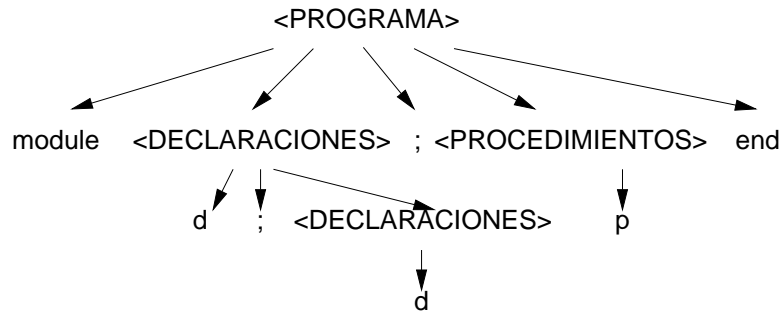 <PROGRAMA>
module <DECLARACIONES> ; <PROCEDIMIENTOS> end
d ; <DECLARACIONES> p
d